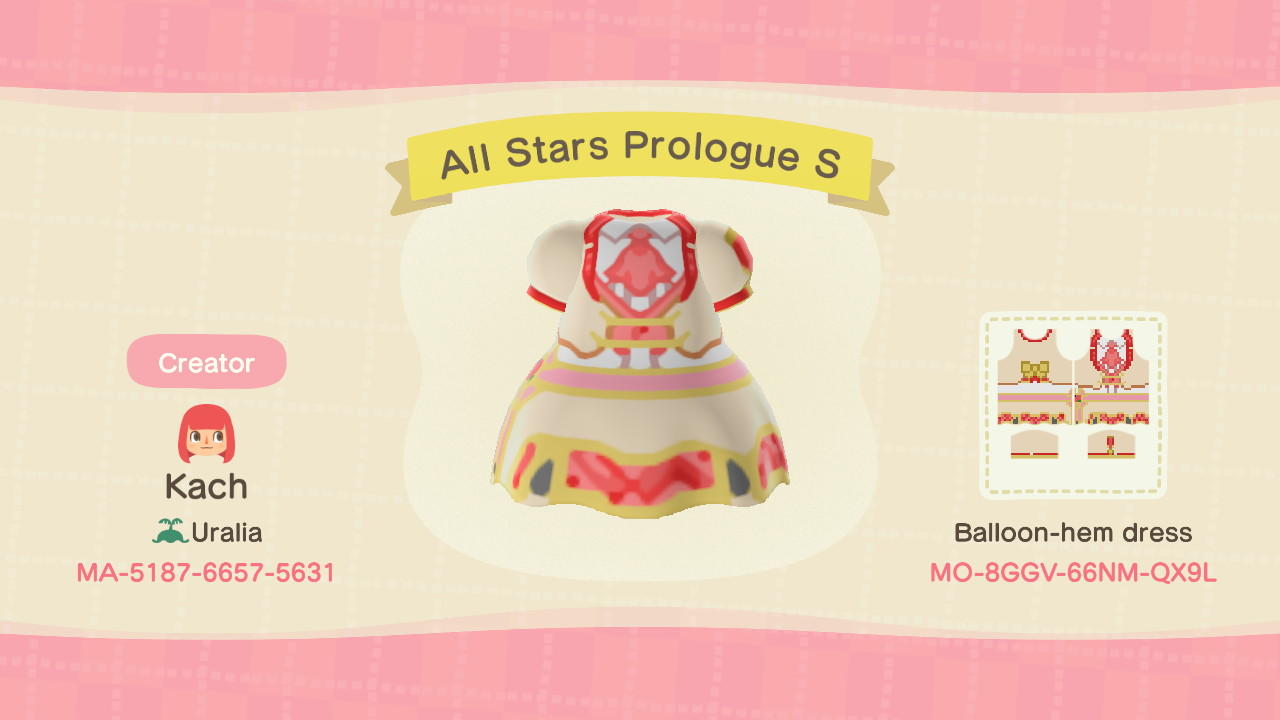 All Stars Prologue S
Creator
Kach
Uralia
MA-5187-6657-5631
Balloon-hem dress
MO-8GGV-66NM-QX9L